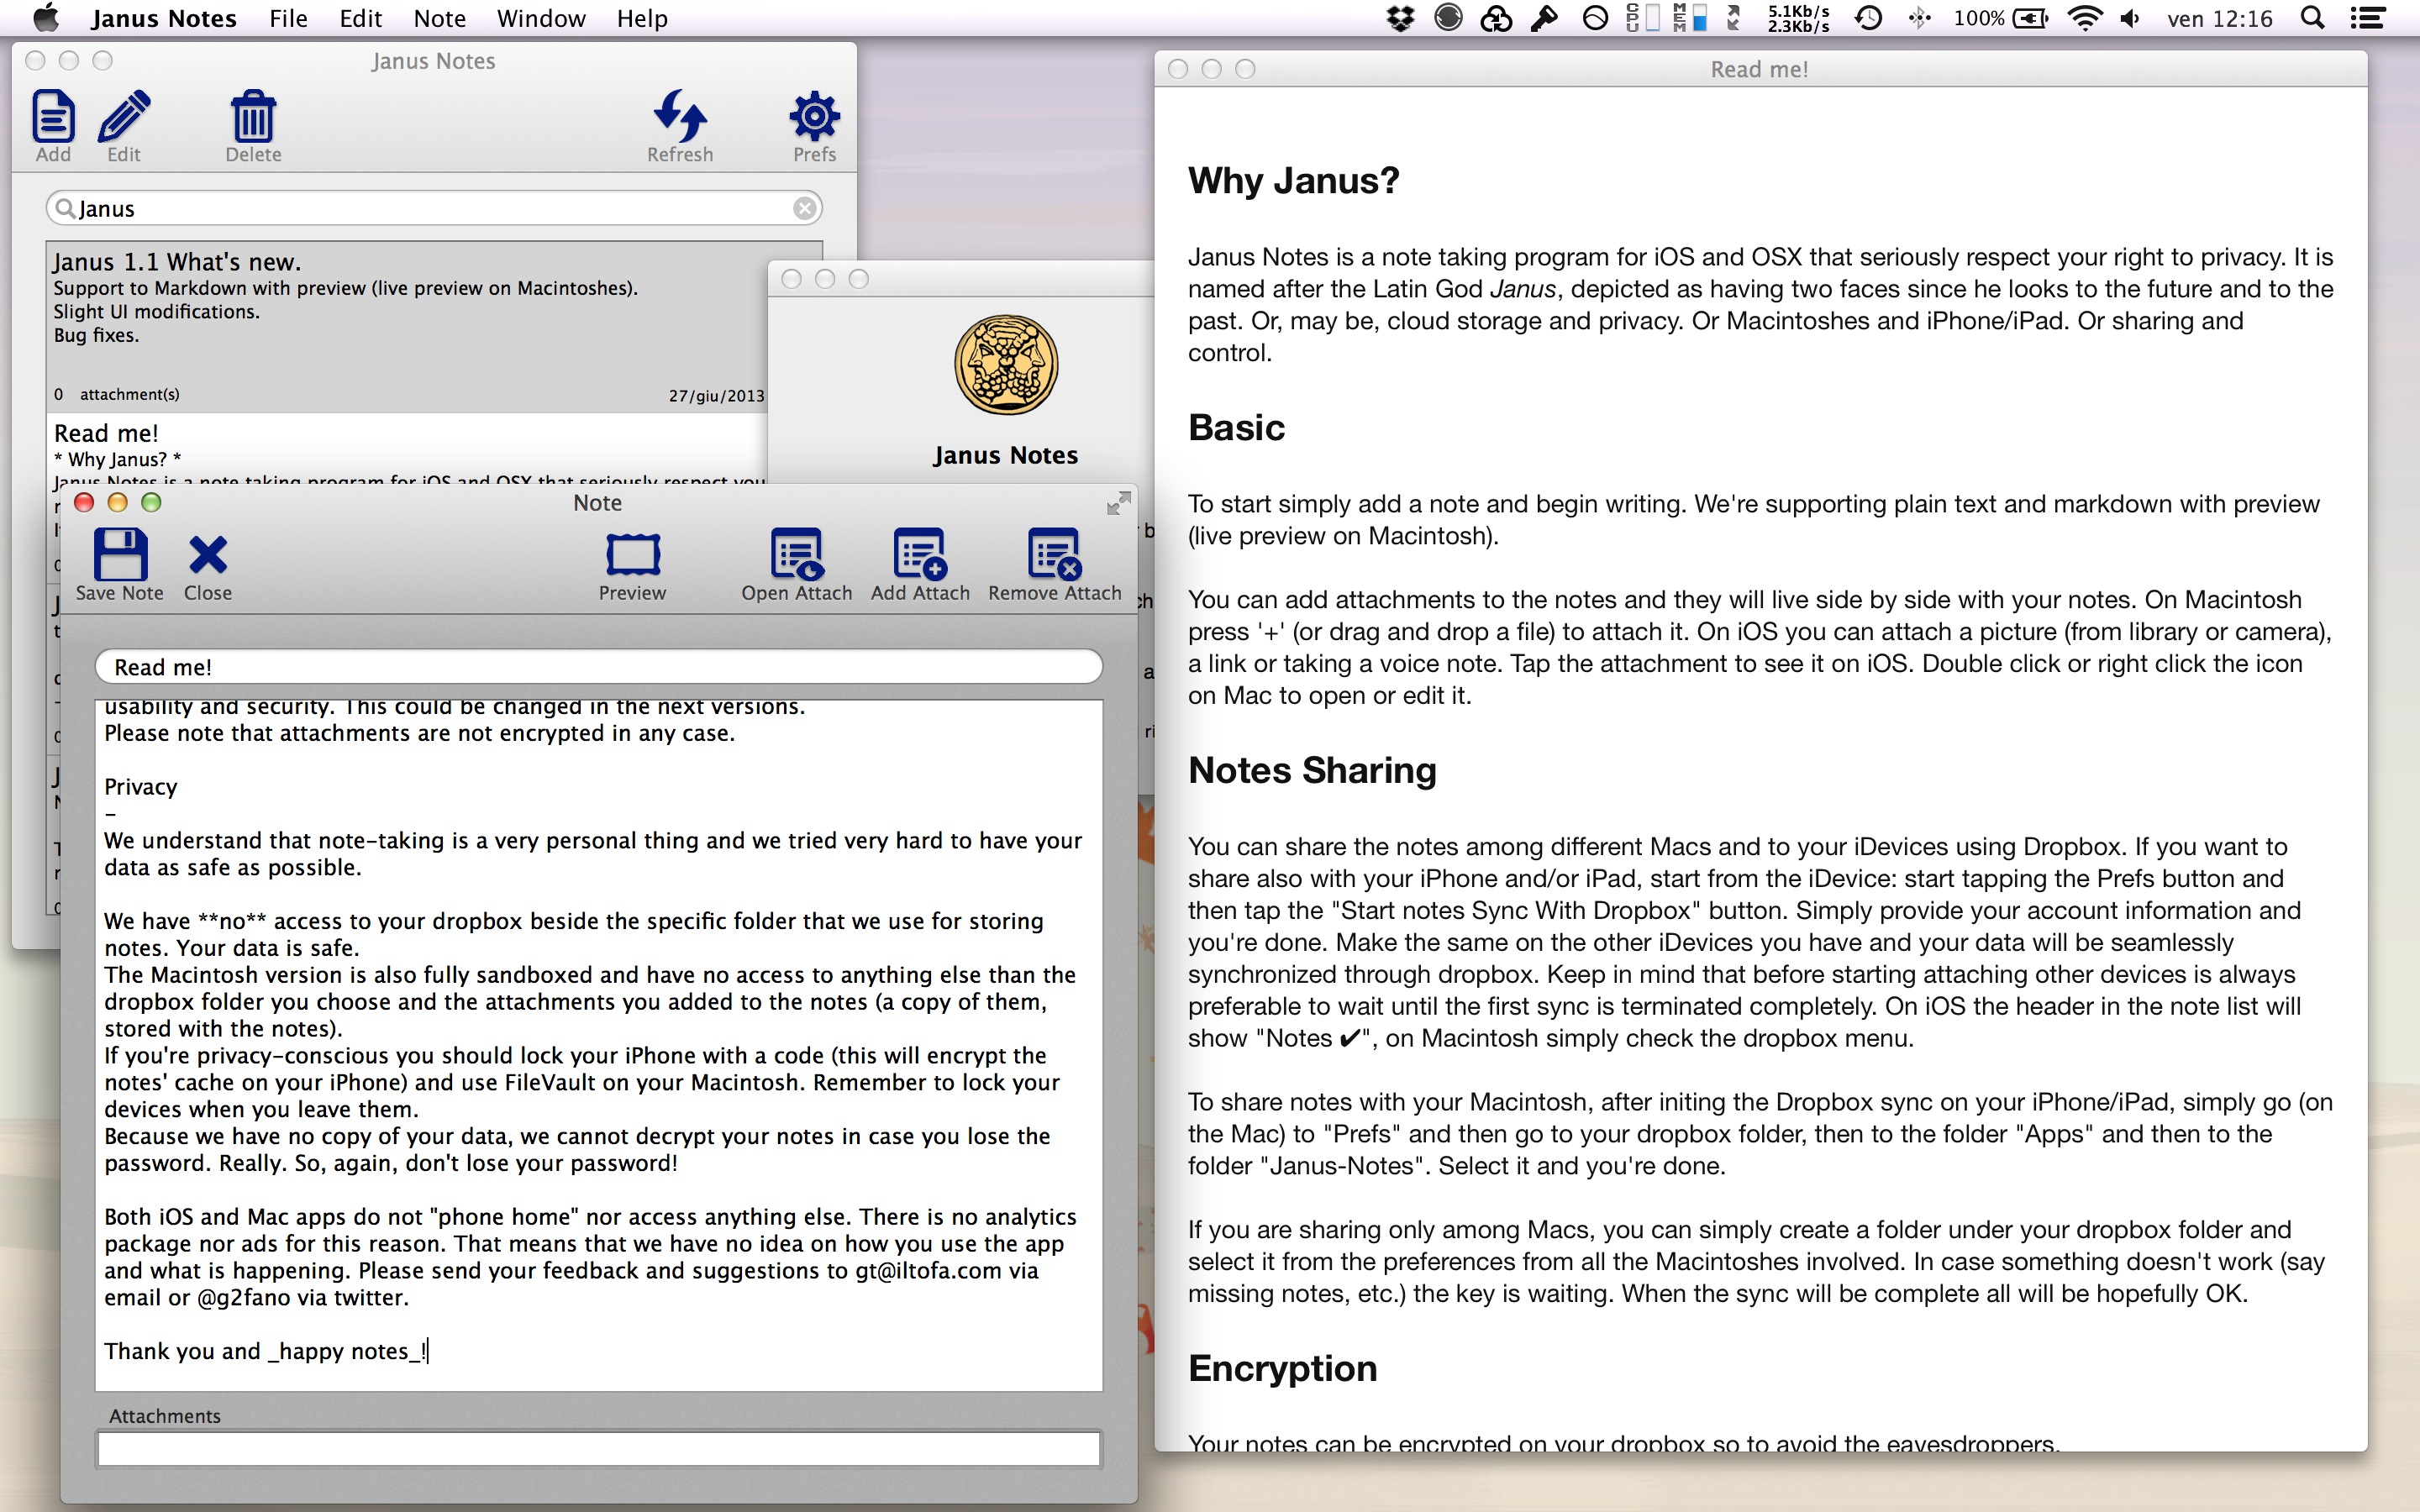 Janus Notes File Edit Note Window Help
CPU MEM 5.1Kb/s 2.3Kb/s 100% ven 12:16
Janus Notes
Add Edit Delete Refresh Prefs
Janus
Janus 1.1 What's new.
Support to Markdown with preview (live preview on Macintoshes).
Slight UI modifications.
Bug fixes.
0 attachment(s) 27/giu/2013
Read me!
* Why Janus? *
Janus Notes is a note taking program for iOS and OSX that seriously respect you
Janus Notes
Note
Save Note Close Preview Open Attach Add Attach Remove Attach
Read me!
usability and security. This could be changed in the next versions.
Please note that attachments are not encrypted in any case.
Privacy
-
We understand that note-taking is a very personal thing and we tried very hard to have your
data as safe as possible.
We have **no** access to your dropbox beside the specific folder that we use for storing
notes. Your data is safe.
The Macintosh version is also fully sandboxed and have no access to anything else than the
dropbox folder you choose and the attachments you added to the notes (a copy of them,
stored with the notes).
If you're privacy-conscious you should lock your iPhone with a code (this will encrypt the
notes' cache on your iPhone) and use FileVault on your Macintosh. Remember to lock your
devices when you leave them.
Because we have no copy of your data, we cannot decrypt your notes in case you lose the
password. Really. So, again, don't lose your password!
Both iOS and Mac apps do not "phone home" nor access anything else. There is no analytics
package nor ads for this reason. That means that we have no idea on how you use the app
and what is happening. Please send your feedback and suggestions to gt@iltofa.com via
email or @g2fano via twitter.
Thank you and _happy notes_!
Attachments
Read me!
Why Janus?
Janus Notes is a note taking program for iOS and OSX that seriously respect your right to privacy. It is
named after the Latin God Janus, depicted as having two faces since he looks to the future and to the
past. Or, may be, cloud storage and privacy. Or Macintoshes and iPhone/iPad. Or sharing and
control.
Basic
To start simply add a note and begin writing. We're supporting plain text and markdown with preview
(live preview on Macintosh).
You can add attachments to the notes and they will live side by side with your notes. On Macintosh
press '+' (or drag and drop a file) to attach it. On iOS you can attach a picture (from library or camera),
a link or taking a voice note. Tap the attachment to see it on iOS. Double click or right click the icon
on Mac to open or edit it.
Notes Sharing
You can share the notes among different Macs and to your iDevices using Dropbox. If you want to
share also with your iPhone and/or iPad, start from the iDevice: start tapping the Prefs button and
then tap the "Start notes Sync With Dropbox" button. Simply provide your account information and
you're done. Make the same on the other iDevices you have and your data will be seamlessly
synchronized through dropbox. Keep in mind that before starting attaching other devices is always
preferable to wait until the first sync is terminated completely. On iOS the header in the note list will
show "Notes ✔", on Macintosh simply check the dropbox menu.
To share notes with your Macintosh, after initing the Dropbox sync on your iPhone/iPad, simply go (on
the Mac) to "Prefs" and then go to your dropbox folder, then to the folder "Apps" and then to the
folder "Janus-Notes". Select it and you're done.
If you are sharing only among Macs, you can simply create a folder under your dropbox folder and
select it from the preferences from all the Macintoshes involved. In case something doesn't work (say
missing notes, etc.) the key is waiting. When the sync will be complete all will be hopefully OK.
Encryption
Your notes can be encrypted on your dropbox so to avoid the eavesdroppers.